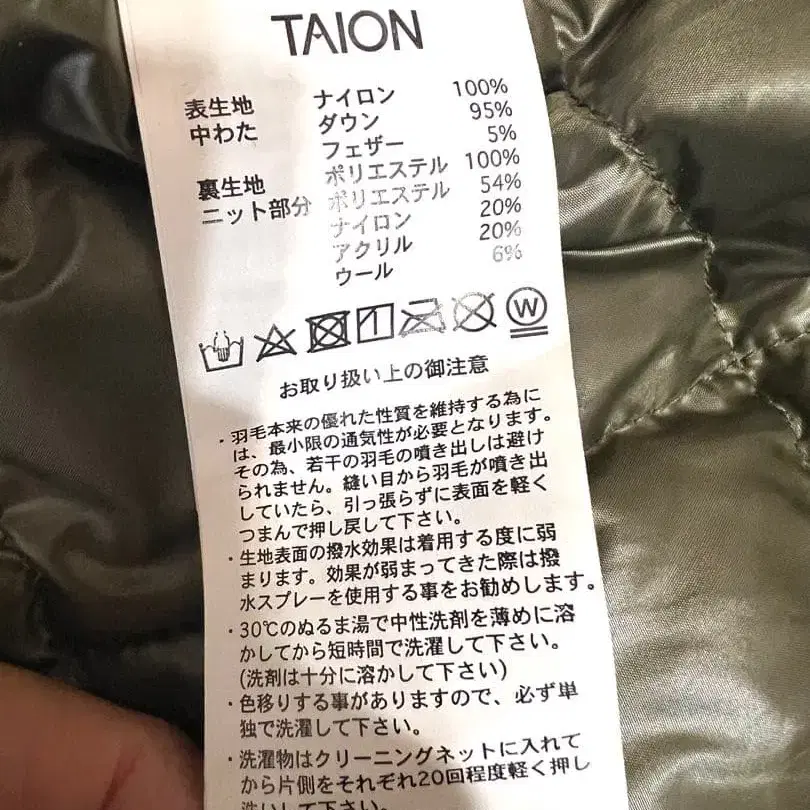 TAION
表生地 ナイロン 100%
中わた ダウン 95%
フェザー 5%
裏生地 ポリエステル 100%
ニット部分 ポリエステル 54%
ナイロン 20%
アクリル 20%
ウール 6%
W
お取り扱い上の御注意
・羽毛本来の優れた性質を維持する為に
は、最小限の通気性が必要となります。
その為、若干の羽毛の噴き出しは避け
られません。縫い目から羽毛が噴き出
していたら、引っ張らずに表面を軽く
つまんで押し戻して下さい。
・生地表面の撥水効果は着用する度に弱
まります。効果が弱まってきた際は撥
水スプレーを使用する事をお勧めします。
・30℃のぬるま湯で中性洗剤を薄めに溶
かしてから短時間で洗濯して下さい。
(洗剤は十分に溶かして下さい)
・色移りする事がありますので、必ず単
独で洗濯して下さい。
・洗濯物はクリーニングネットに入れて
から片側をそれぞれ20回程度軽く押し
洗いして下さい。